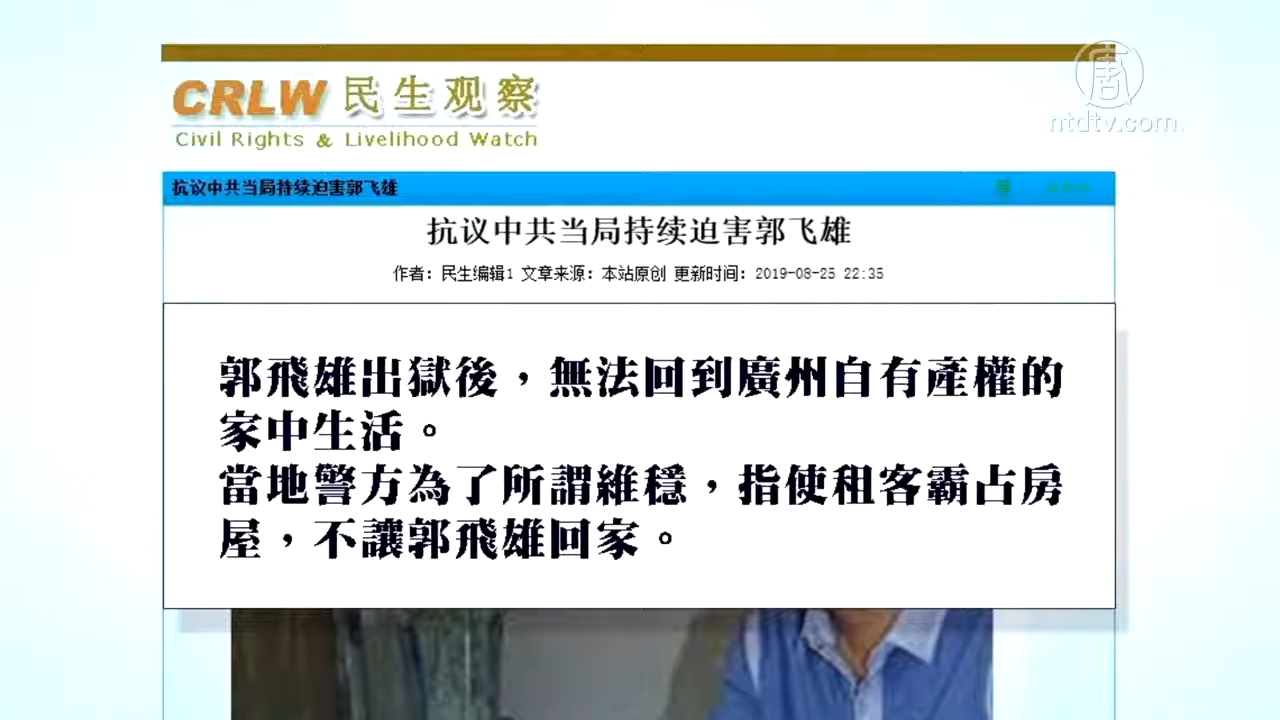 CRLW 民生观察
Civil Rights & Livelihood Watch
唐
ntdtv.com
抗议中共当局持续迫害郭飞雄
抗议中共当局持续迫害郭飞雄
作者：民生编辑1 文章来源：本站原创 更新时间：2019-08-25 22:35
郭飛雄出獄後，無法回到廣州自有產權的
家中生活。
當地警方為了所謂維穩，指使租客霸占房
屋，不讓郭飛雄回家。